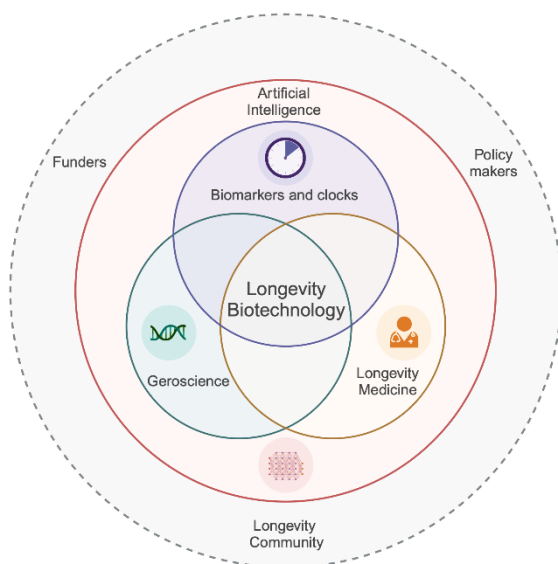 Artificial
Intelligence
Funders
Policy
makers
Biomarkers and clocks
Longevity
Biotechnology
Geroscience
Longevity
Medicine
Longevity
Community